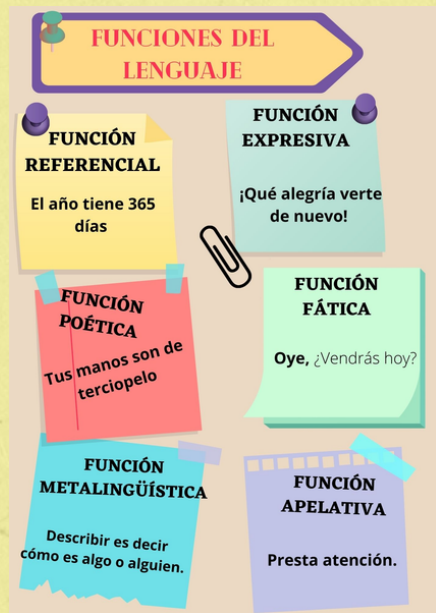 FUNCIONES DEL
LENGUAJE
FUNCIÓN
REFERENCIAL
El año tiene 365
días
FUNCIÓN
EXPRESIVA
¡Qué alegría verte
de nuevo!
FUNCIÓN
POÉTICA
Tus manos son de
terciopelo
FUNCIÓN
FÁTICA
Oye, ¿Vendrás hoy?
FUNCIÓN
METALINGÜÍSTICA
Describir es decir
cómo es algo o alguien.
FUNCIÓN
APELATIVA
Presta atención.